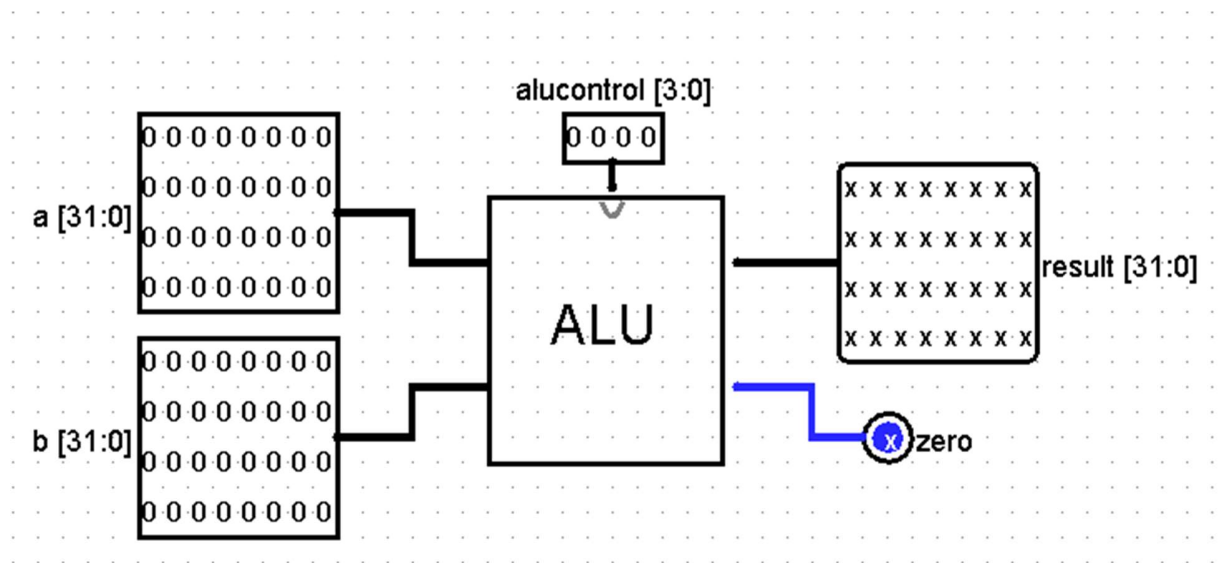 alucontrol [3:0]
0 0 0 0
0 0 0 0 0 0 0 0
0 0 0 0 0 0 0 0
a [31:0]
0 0 0 0 0 0 0 0
0 0 0 0 0 0 0 0
ALU
x x x x x x x x
x x x x x x x x
result [31:0]
x x x x x x x x
x x x x x x x x
0 0 0 0 0 0 0 0
0 0 0 0 0 0 0 0
b [31:0]
0 0 0 0 0 0 0 0
0 0 0 0 0 0 0 0
x
zero